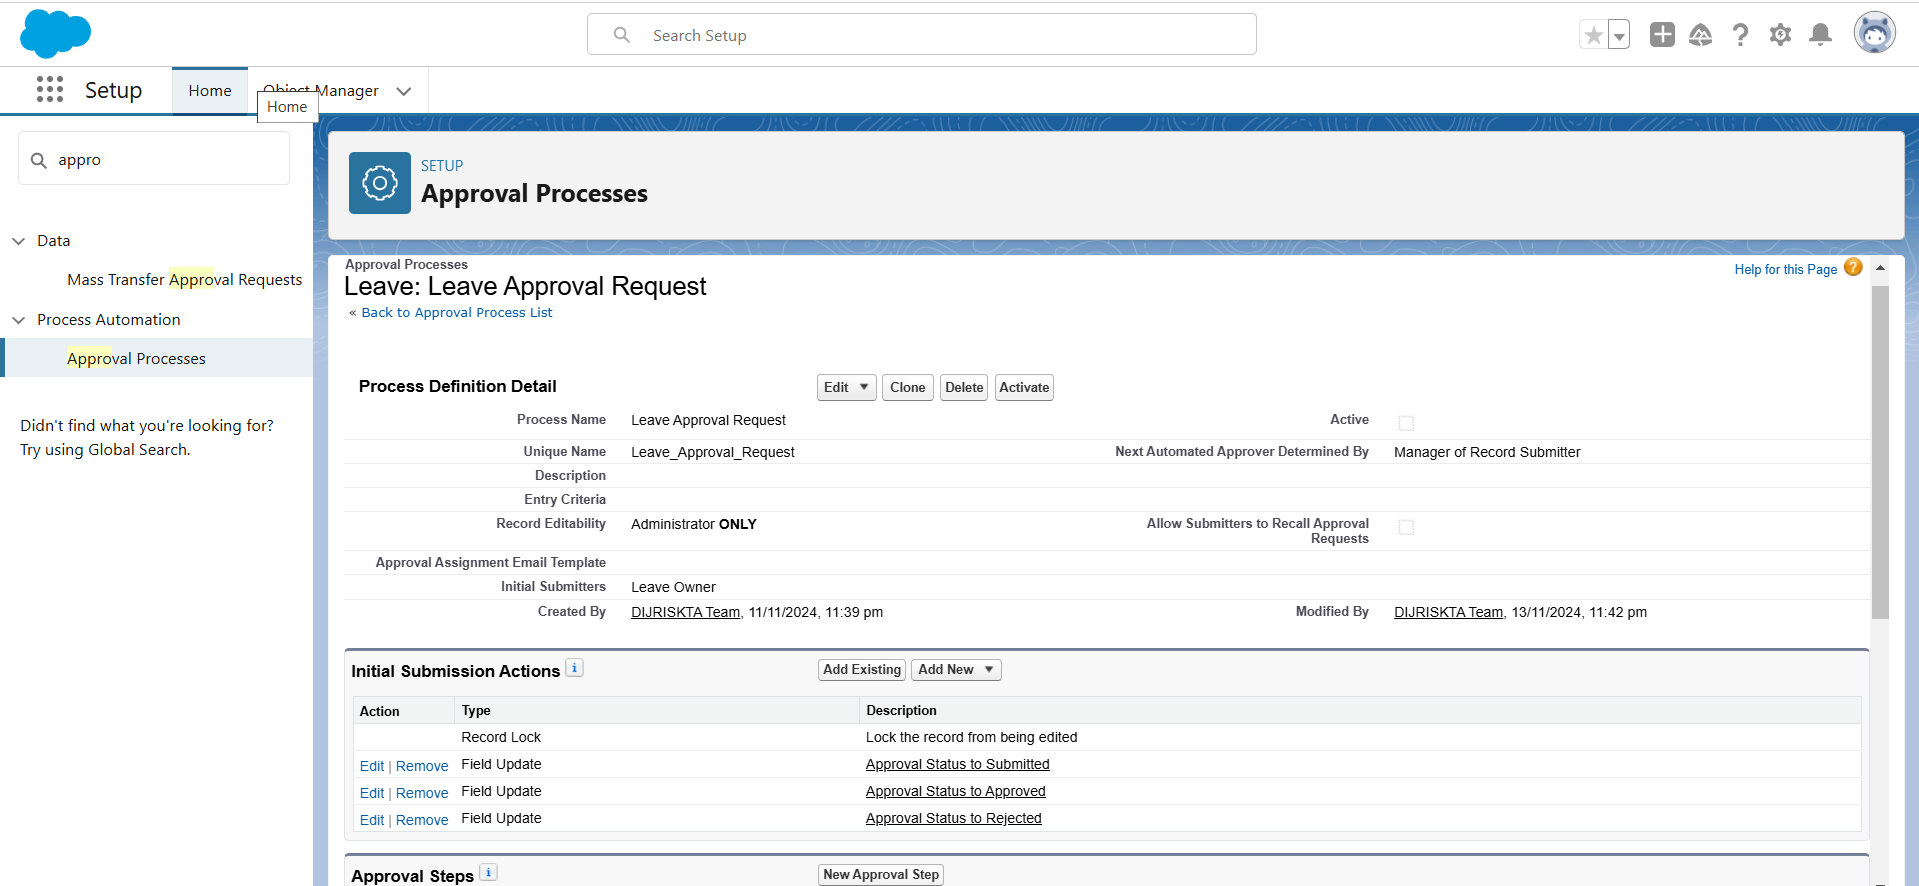 Search Setup
Setup
Home
Object Manager
Home
appro
Data
Mass Transfer Approval Requests
Process Automation
Approval Processes
Didn't find what you're looking for?
Try using Global Search.
SETUP
Approval Processes
Approval Processes
Leave: Leave Approval Request
« Back to Approval Process List
Help for this Page ?
Process Definition Detail
Edit Clone Delete Activate
Process Name Leave Approval Request Active
Unique Name Leave_Approval_Request Next Automated Approver Determined By Manager of Record Submitter
Description
Entry Criteria
Record Editability Administrator ONLY Allow Submitters to Recall Approval
Requests
Approval Assignment Email Template
Initial Submitters Leave Owner
Created By DIJRISKTA Team, 11/11/2024, 11:39 pm Modified By DIJRISKTA Team, 13/11/2024, 11:42 pm
Initial Submission Actions i Add Existing Add New
Action Type Description
Record Lock Lock the record from being edited
Edit | Remove Field Update Approval Status to Submitted
Edit | Remove Field Update Approval Status to Approved
Edit | Remove Field Update Approval Status to Rejected
Approval Steps i New Approval Step